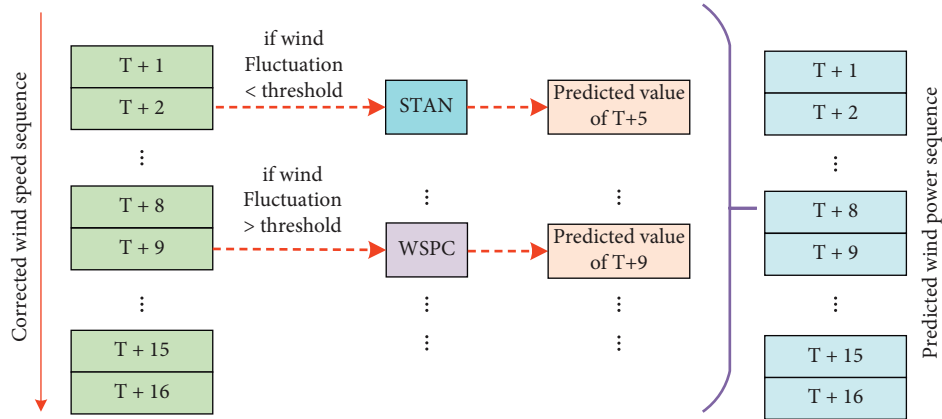 Corrected wind speed sequence
T + 1
T + 2
⋮
T + 8
T + 9
⋮
T + 15
T + 16
if wind
Fluctuation
< threshold
STAN
Predicted value
of T+5
if wind
Fluctuation
> threshold
⋮
⋮
WSPC
Predicted value
of T+9
⋮
⋮
⋮
⋮
T + 1
T + 2
⋮
T + 8
T + 9
⋮
T + 15
T + 16
Predicted wind power sequence